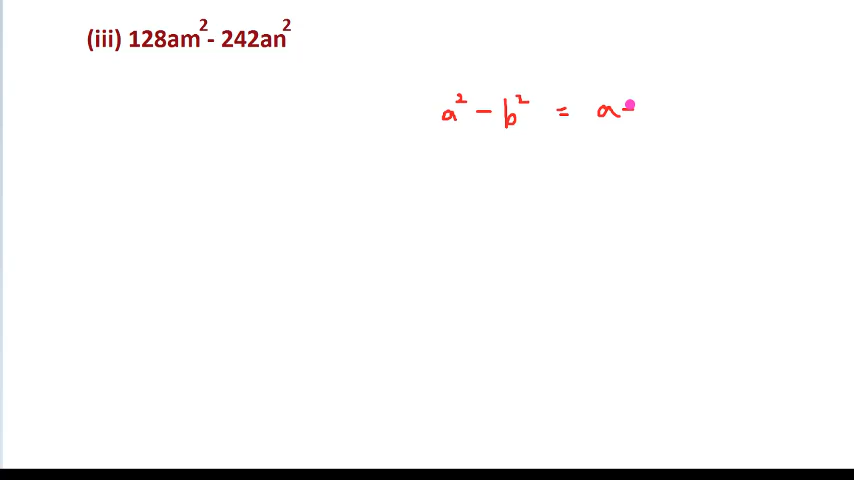 (iii) 128am²- 242an²
a² - b² = a -